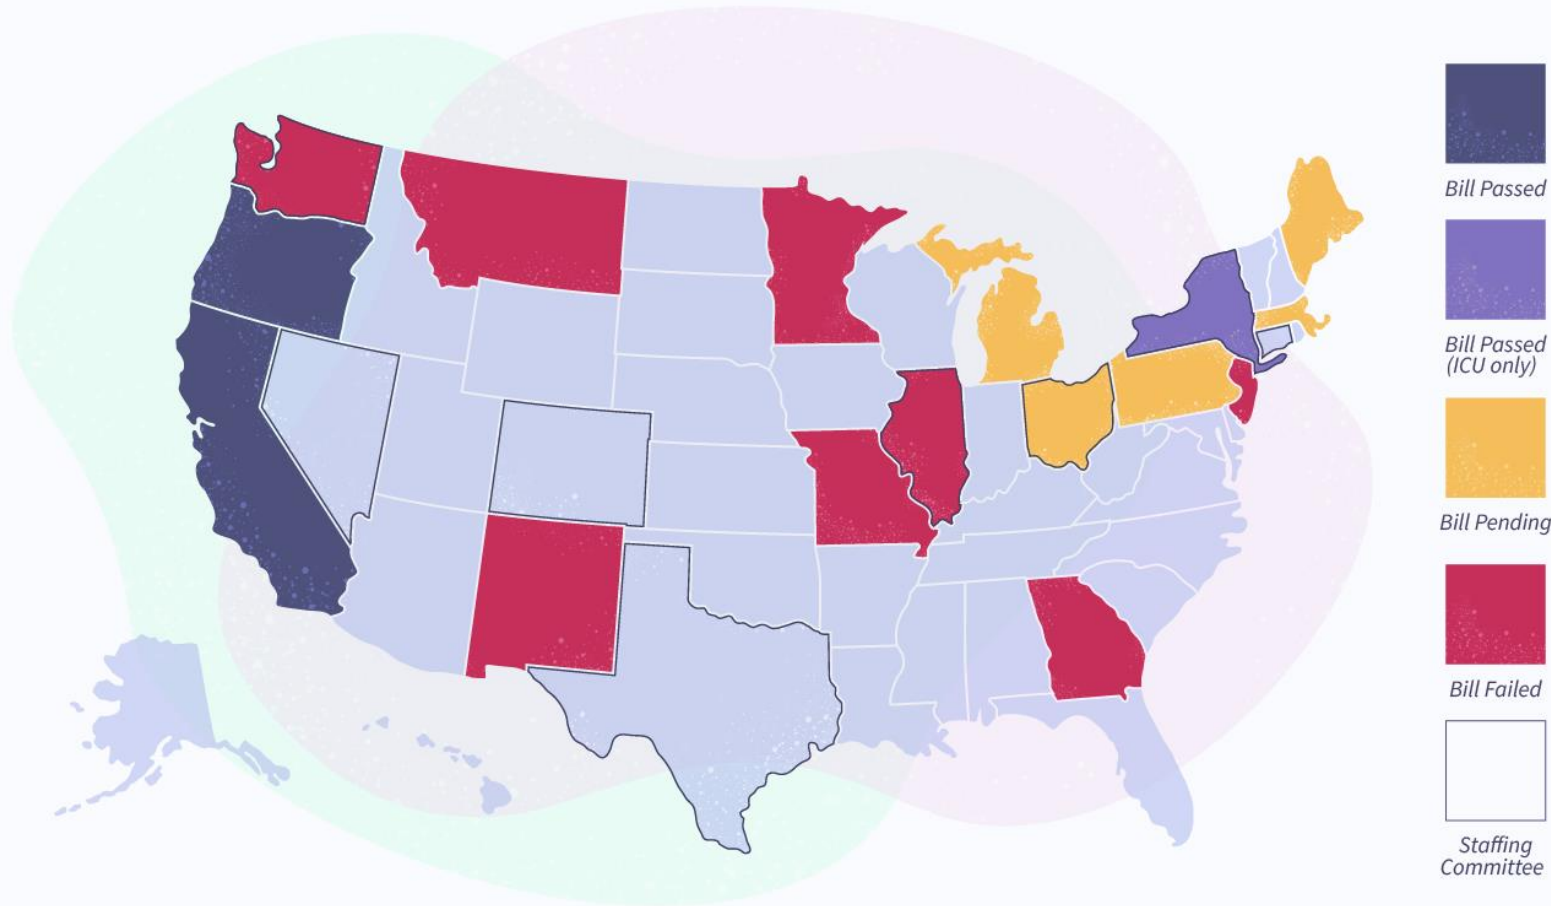 Bill Passed
Bill Passed
(ICU only)
Bill Pending
Bill Failed
Staffing
Committee